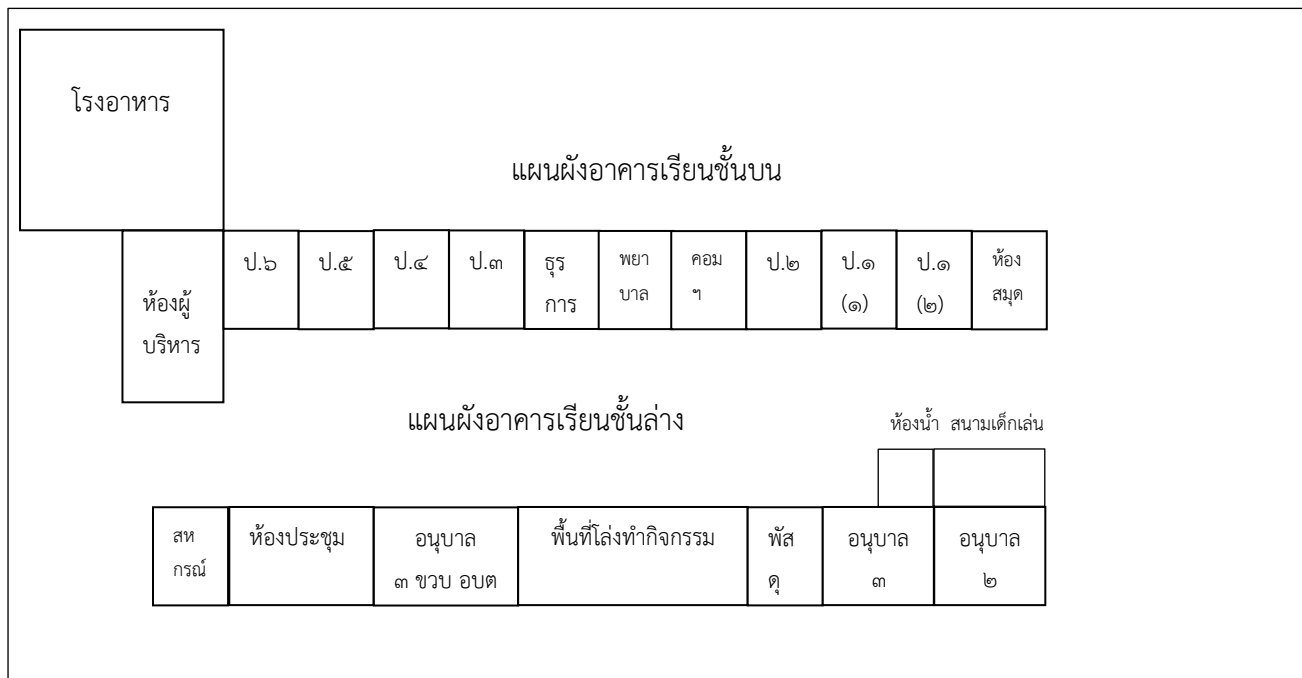 โรงอาหาร
แผนผังอาคารเรียนชั้นบน
ห้องผู้
บริหาร
ป.๖
ป.๕
ป.๔
ป.๓
ธุร
การ
พยา
บาล
คอม
ฯ
ป.๒
ป.๑
(๑)
ป.๑
(๒)
ห้อง
สมุด
แผนผังอาคารเรียนชั้นล่าง
ห้องน้ำ สนามเด็กเล่น
สห
กรณ์
ห้องประชุม
อนุบาล
๓ ขวบ อบต
พื้นที่โล่งทำกิจกรรม
พัส
ดุ
อนุบาล
๓
อนุบาล
๒